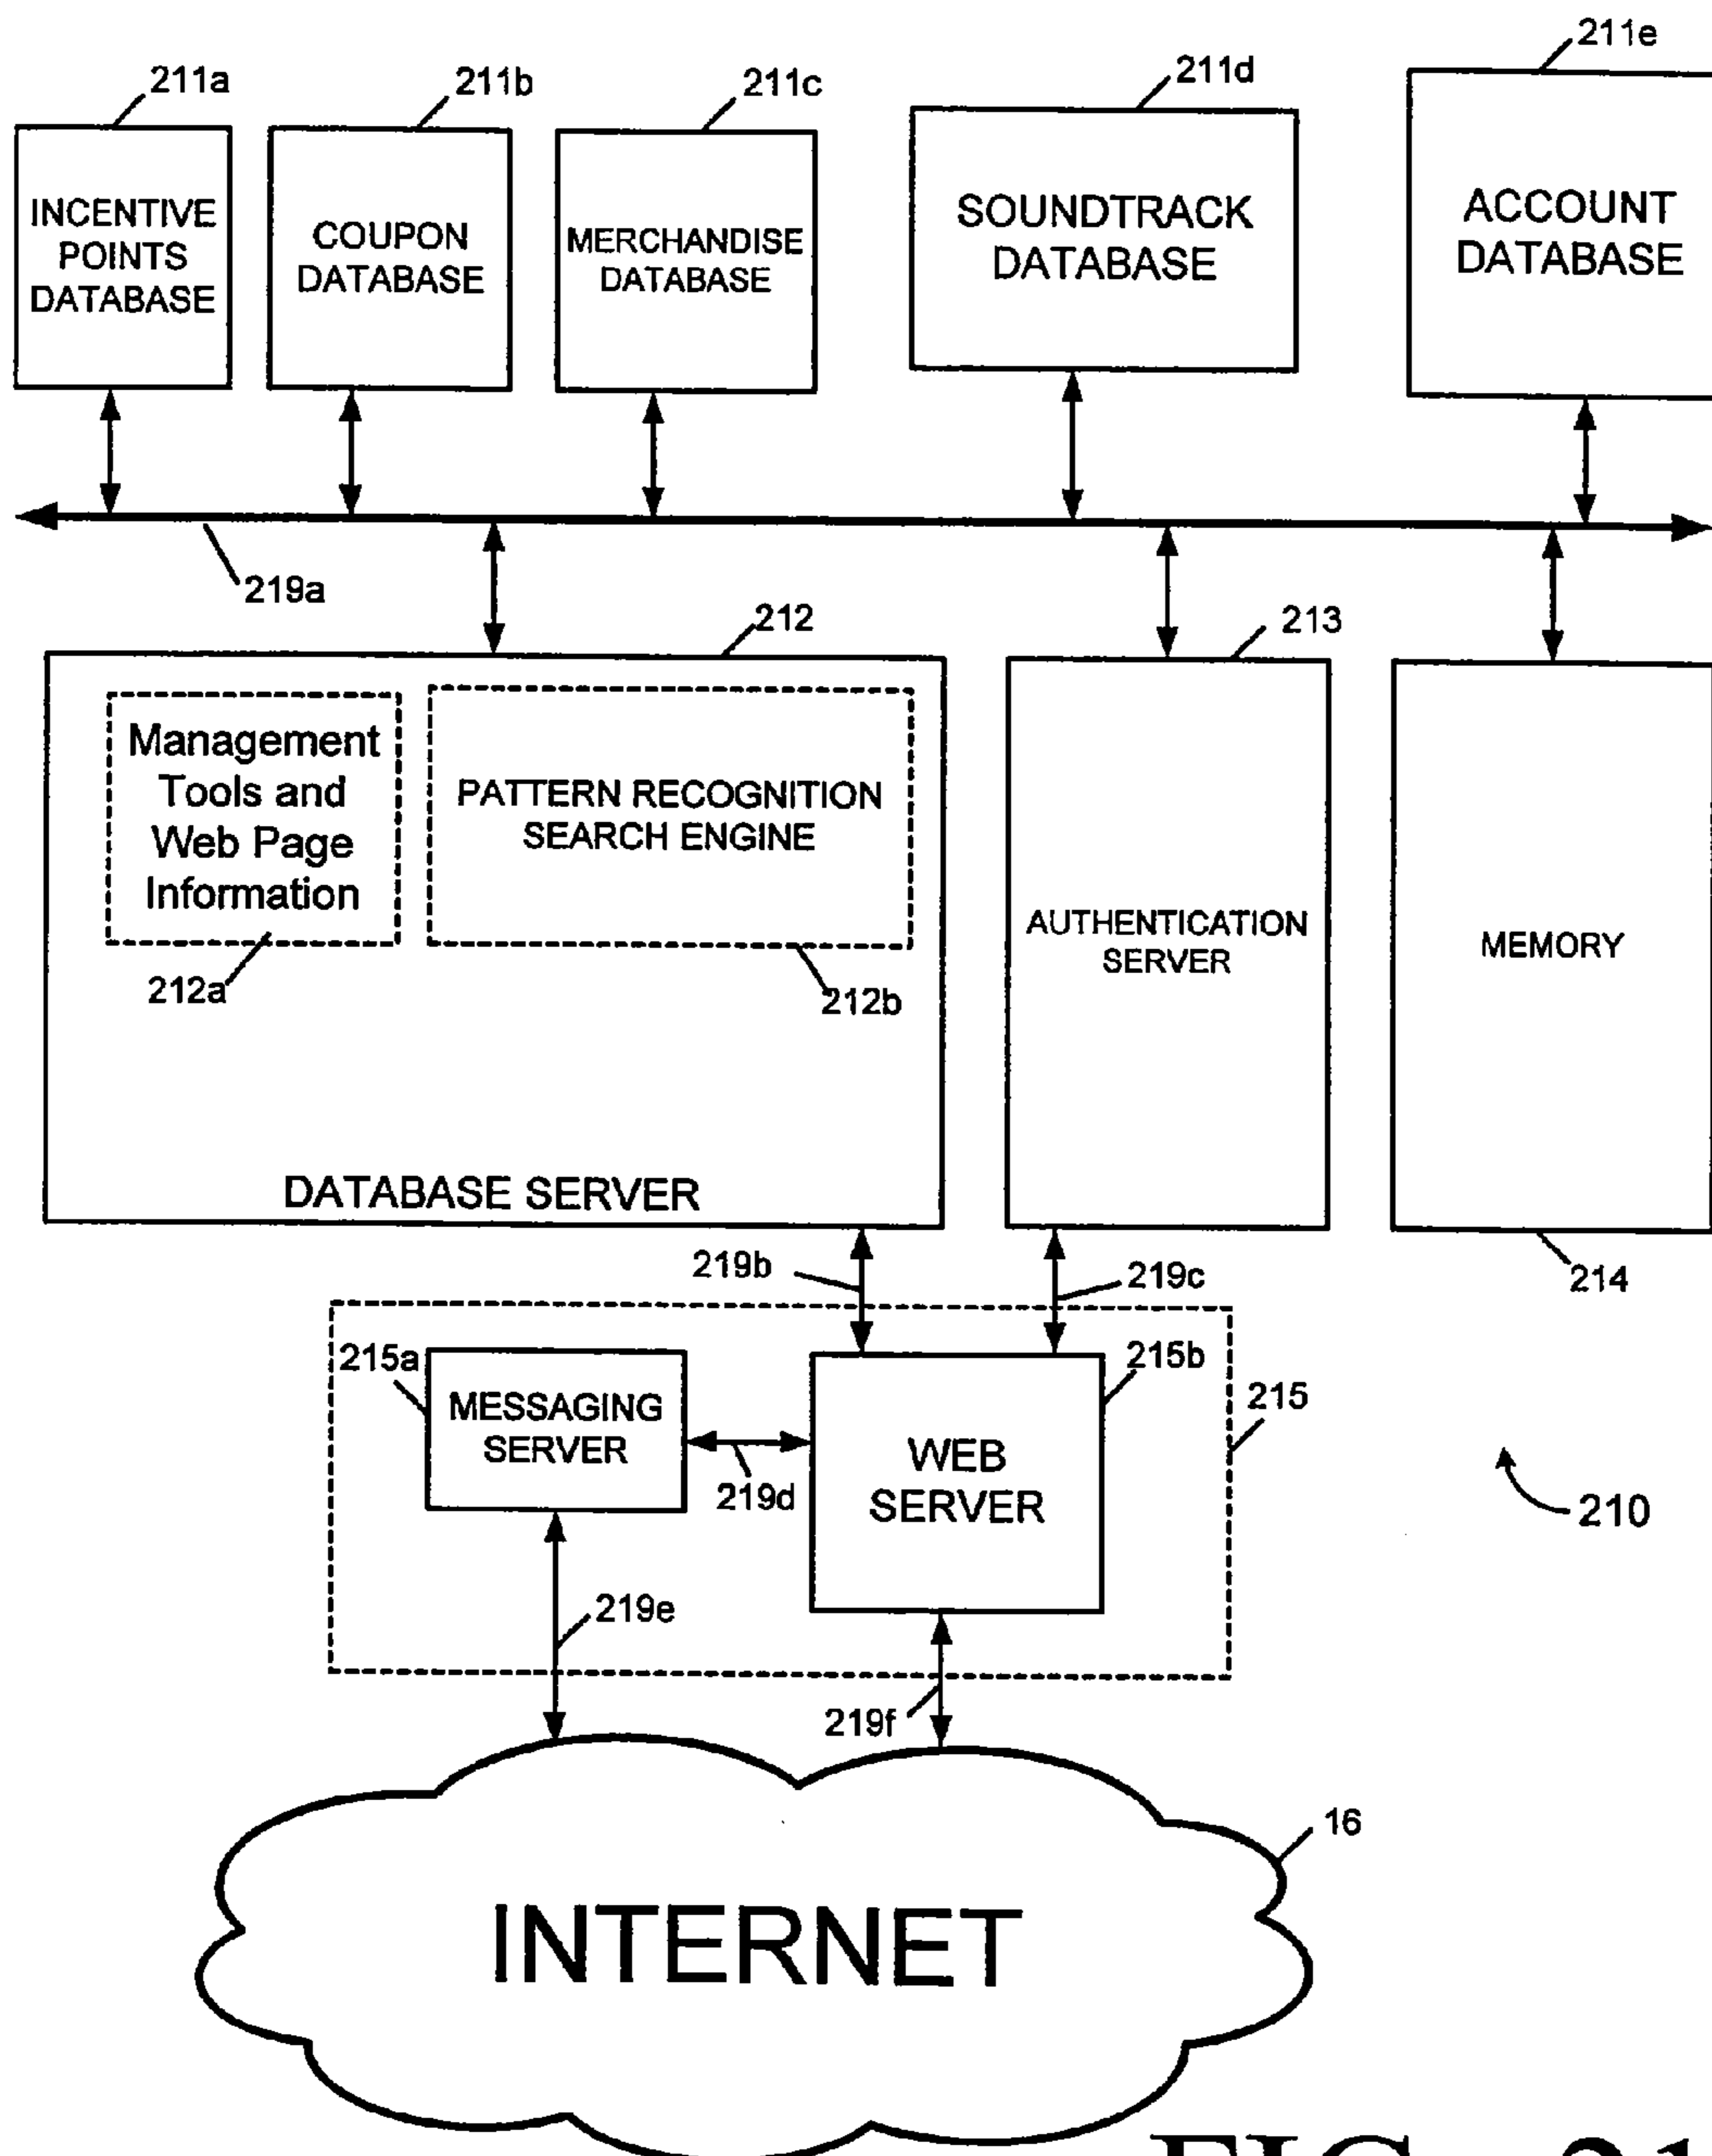 211a
211b
211c
211d
211e
INCENTIVE
POINTS
DATABASE
COUPON
DATABASE
MERCHANDISE
DATABASE
SOUNDTRACK
DATABASE
ACCOUNT
DATABASE
219a
212
213
Management
Tools and
Web Page
Information
212a
PATTERN RECOGNITION
SEARCH ENGINE
212b
DATABASE SERVER
AUTHENTICATION
SERVER
MEMORY
214
219b
219c
215a
MESSAGING
SERVER
219d
WEB
SERVER
215b
215
210
219e
219f
16
INTERNET
FIG. 21